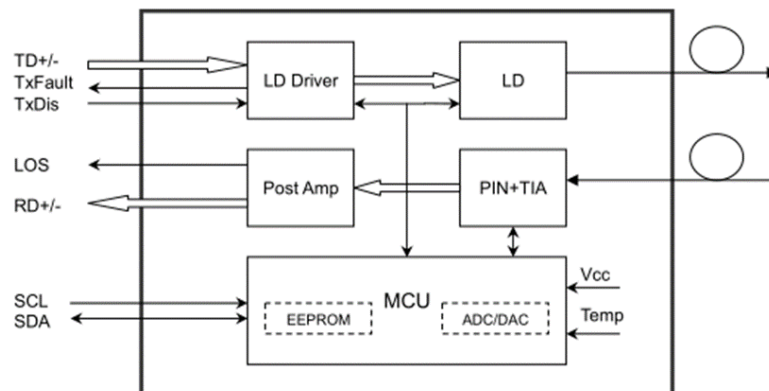 TD+/-
TxFault
TxDis
LD Driver
LD
LOS
RD+/-
Post Amp
PIN+TIA
SCL
SDA
MCU
EEPROM
ADC/DAC
Vcc
Temp